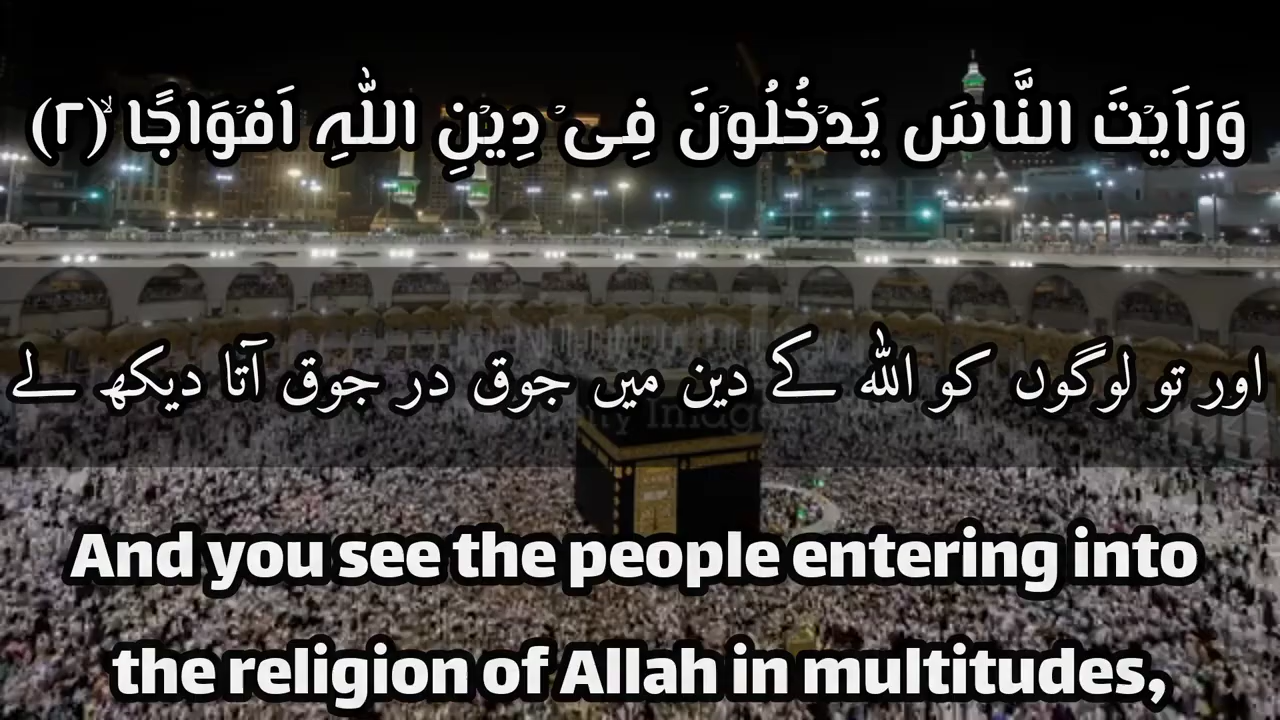 وَرَاَیۡتَ النَّاسَ یَدۡخُلُوۡنَ فِیۡ دِیۡنِ اللّٰہِ اَفۡوَاجًا ۙ(۲)
اور تو لوگوں کو اللہ کے دین میں جوق در جوق آتا دیکھ لے
And you see the people entering into
the religion of Allah in multitudes,